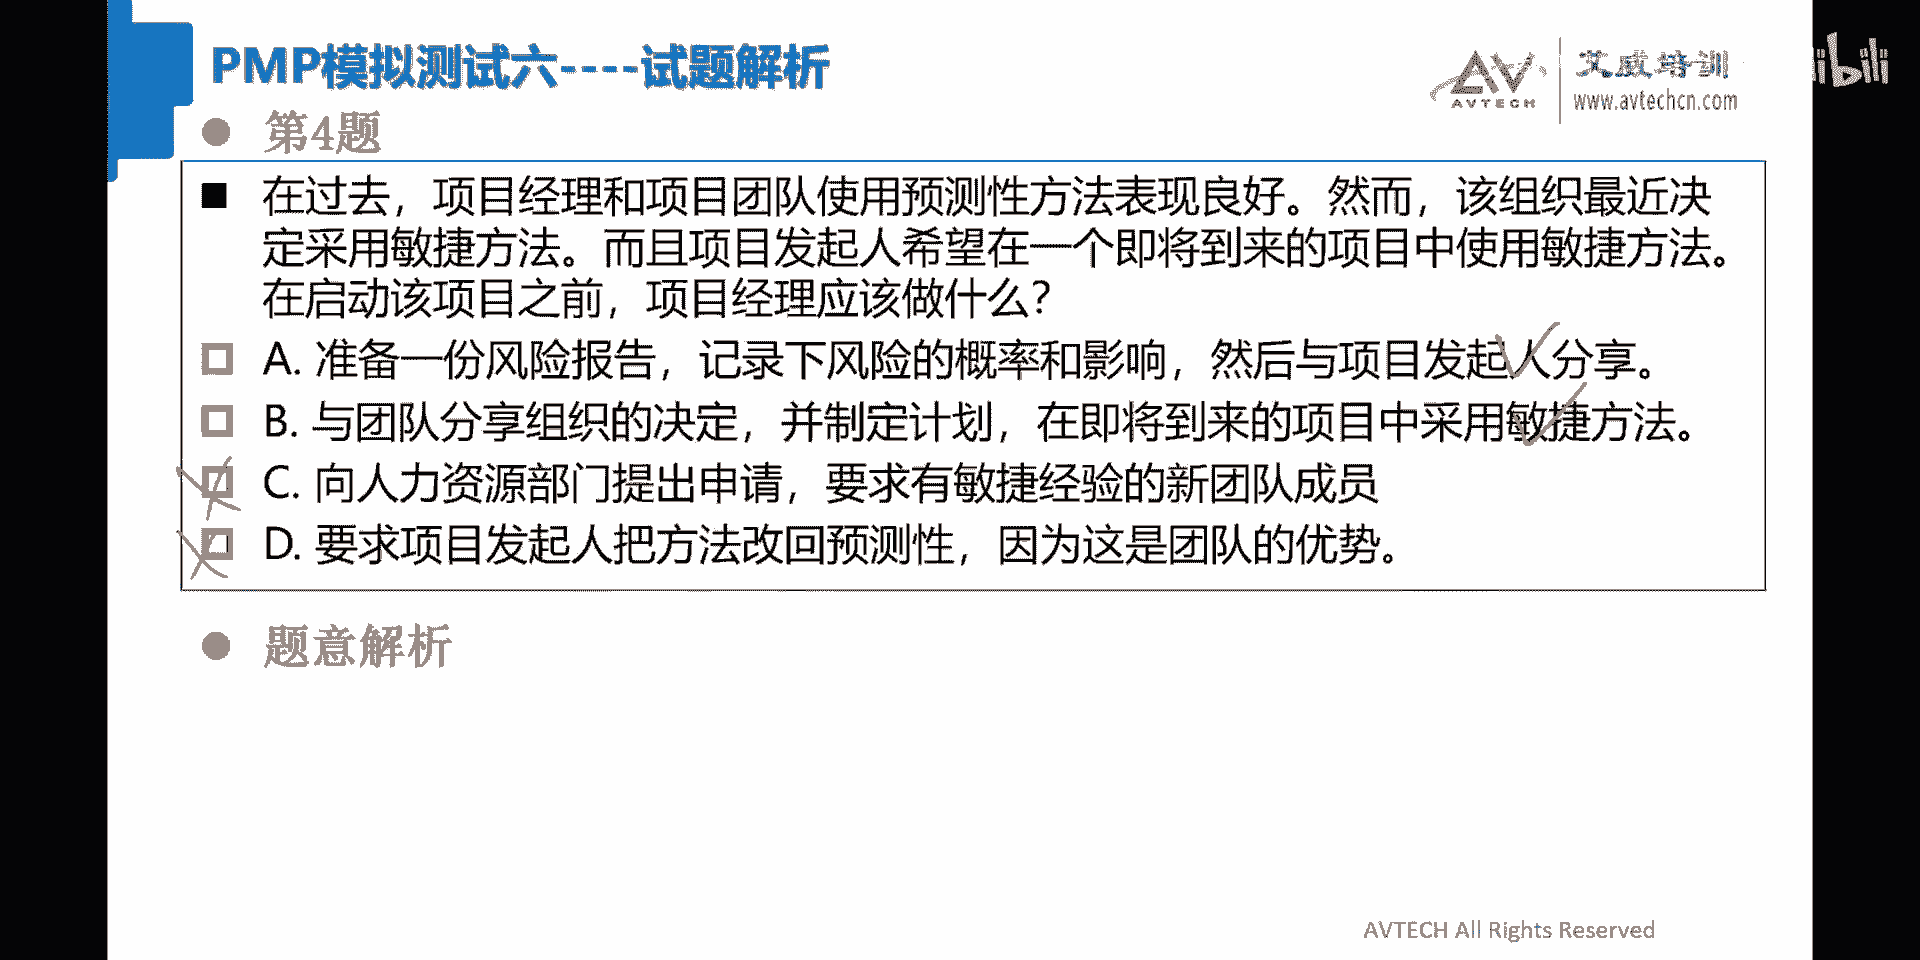 PMP模拟测试六----试题解析
AVTECH
艾威培训
www.avtechcn.com
bili
第4题
在过去，项目经理和项目团队使用预测性方法表现良好。然而，该组织最近决
定采用敏捷方法。而且项目发起人希望在一个即将到来的项目中使用敏捷方法。
在启动该项目之前，项目经理应该做什么？
A. 准备一份风险报告，记录下风险的概率和影响，然后与项目发起人分享。
B. 与团队分享组织的决定，并制定计划，在即将到来的项目中采用敏捷方法。
C. 向人力资源部门提出申请，要求有敏捷经验的新团队成员
D. 要求项目发起人把方法改回预测性，因为这是团队的优势。
题意解析
AVTECH All Rights Reserved